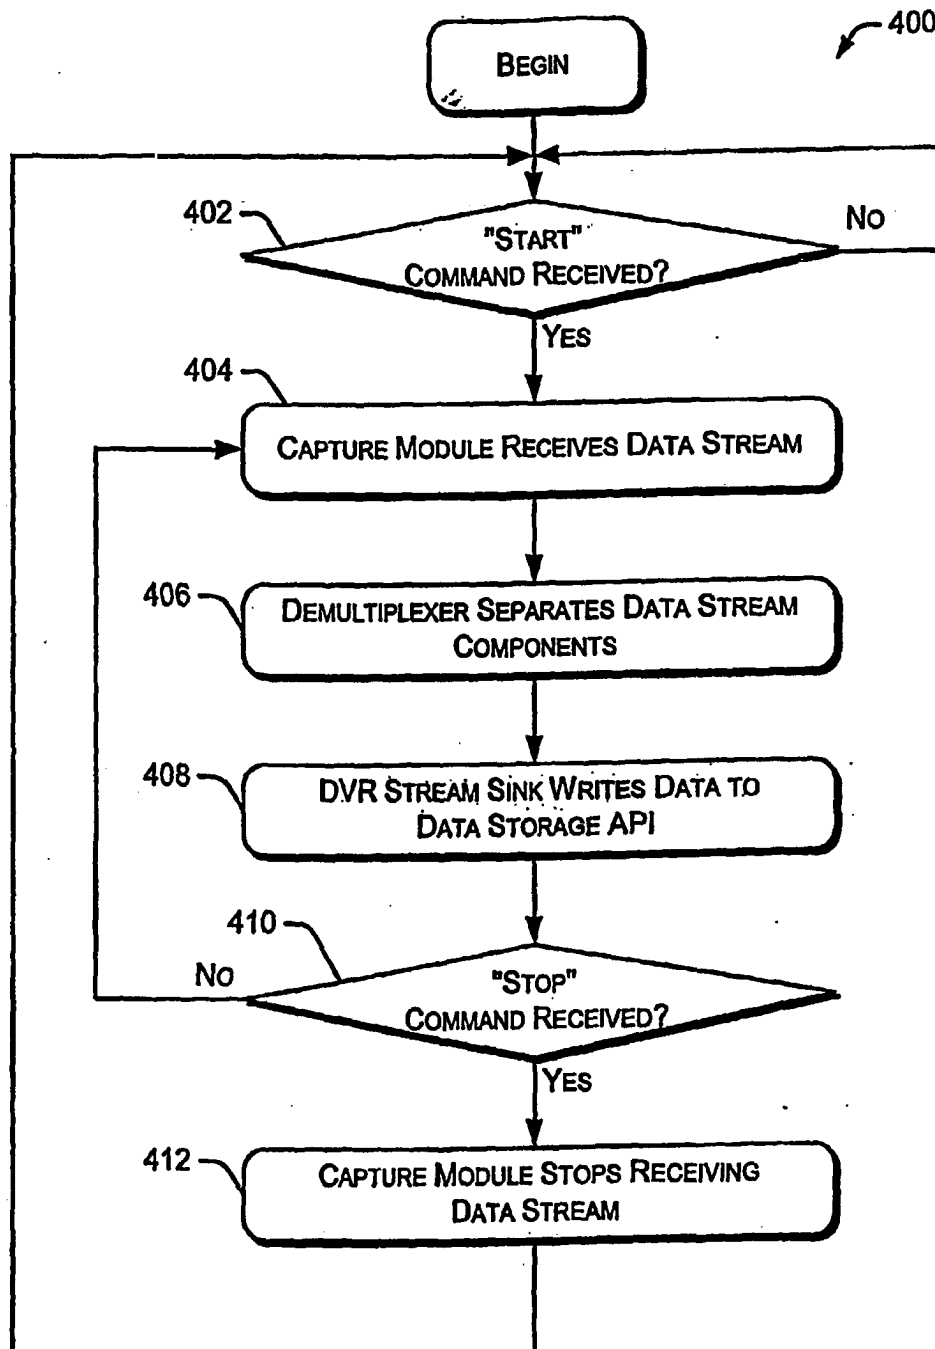 400
BEGIN
402
NO
"START"
COMMAND RECEIVED?
YES
404
CAPTURE MODULE RECEIVES DATA STREAM
406
DEMULTIPLEXER SEPARATES DATA STREAM
COMPONENTS
408
DVR STREAM SINK WRITES DATA TO
DATA STORAGE API
410
NO
"STOP"
COMMAND RECEIVED?
YES
412
CAPTURE MODULE STOPS RECEIVING
DATA STREAM